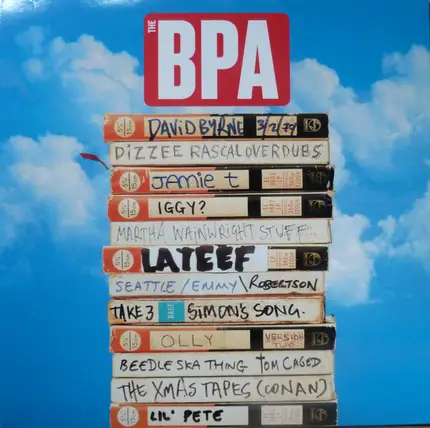 THE BPA
DAVID BYRNE 3/2/79
DIZZEE RASCAL OVERDUBS
JAMIE t
IGGY?
MARTHA WAINWRIGHT STUFF...
LATEEF
SEATTLE / EMMY \ ROBERTSON
TAKE 3 BASF SIMON'S SONG.
OLLY VERSION TWO
BEEDLE SKA THING TOM CAGED
THE XMAS TAPES (CONAN)
LIL' PETE